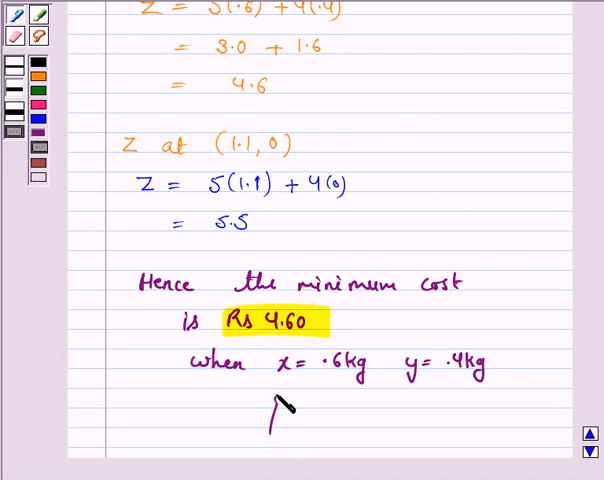 Z = 5(.6) + 4(.4)
= 3.0 + 1.6
= 4.6
Z at (1.1, 0)
Z = 5(1.1) + 4(0)
= 5.5
Hence the minimum cost
is Rs 4.60
when x = .6kg y = .4kg